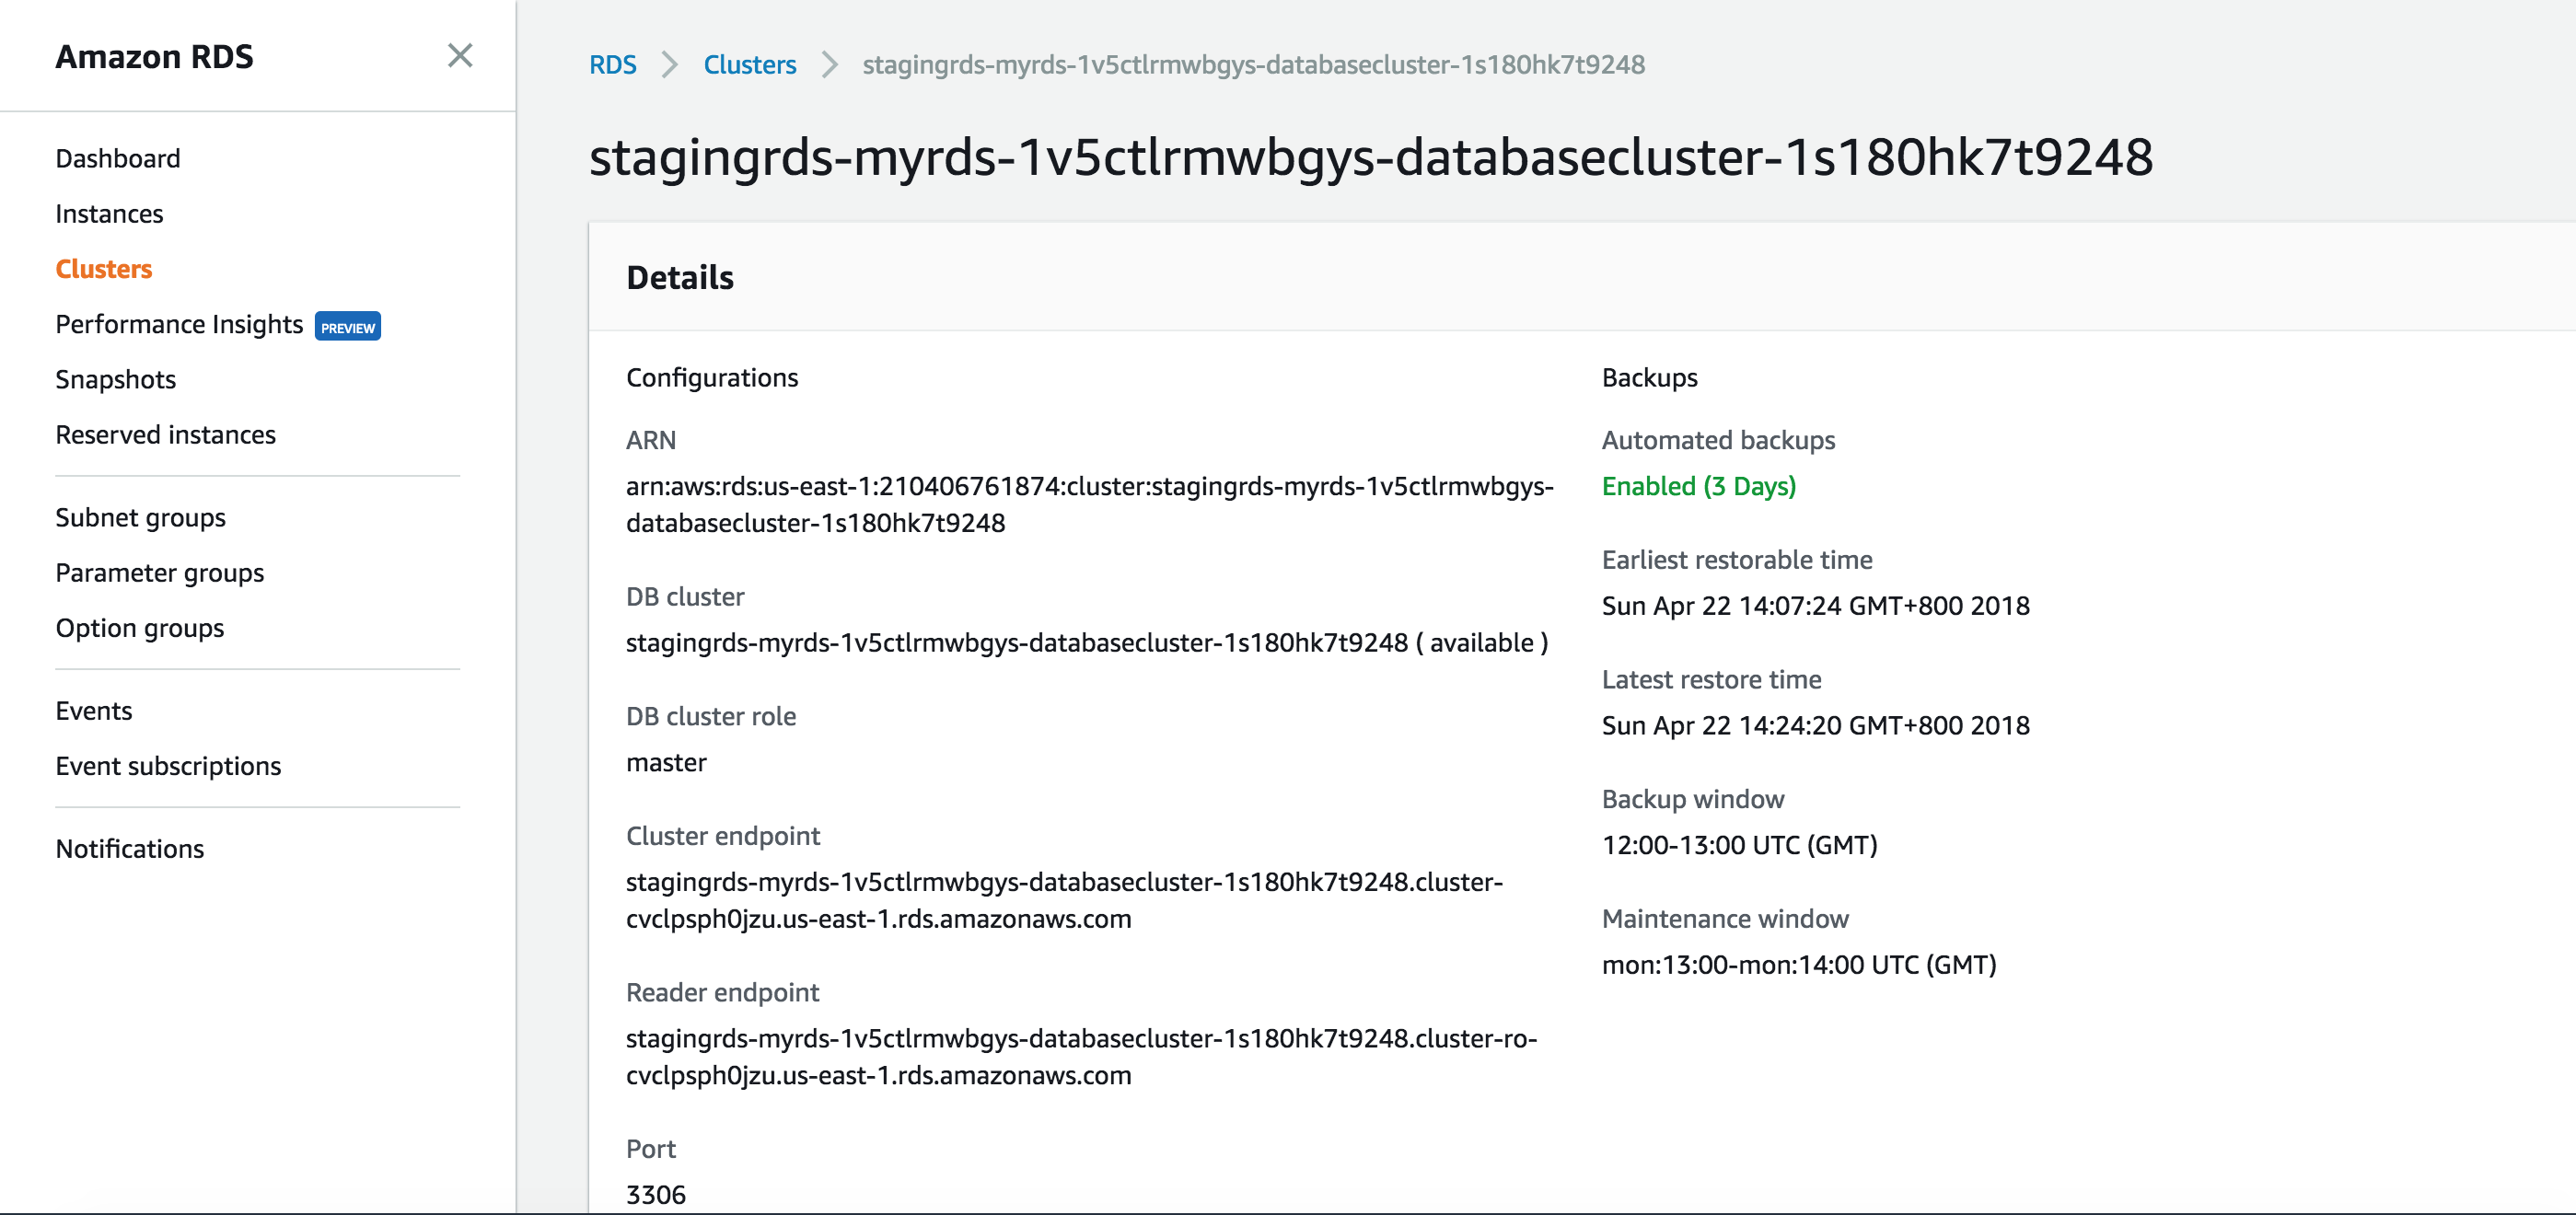 Amazon RDS
Dashboard
Instances
Clusters
Performance Insights PREVIEW
Snapshots
Reserved instances
Subnet groups
Parameter groups
Option groups
Events
Event subscriptions
Notifications
RDS > Clusters > stagingrds-myrds-1v5ctlrmwbgys-databasecluster-1s180hk7t9248
stagingrds-myrds-1v5ctlrmwbgys-databasecluster-1s180hk7t9248
Details
Configurations
ARN
arn:aws:rds:us-east-1:210406761874:cluster:stagingrds-myrds-1v5ctlrmwbgys-
databasecluster-1s180hk7t9248
DB cluster
stagingrds-myrds-1v5ctlrmwbgys-databasecluster-1s180hk7t9248 ( available )
DB cluster role
master
Cluster endpoint
stagingrds-myrds-1v5ctlrmwbgys-databasecluster-1s180hk7t9248.cluster-
cvclpsph0jzu.us-east-1.rds.amazonaws.com
Reader endpoint
stagingrds-myrds-1v5ctlrmwbgys-databasecluster-1s180hk7t9248.cluster-ro-
cvclpsph0jzu.us-east-1.rds.amazonaws.com
Port
3306
Backups
Automated backups
Enabled (3 Days)
Earliest restorable time
Sun Apr 22 14:07:24 GMT+800 2018
Latest restore time
Sun Apr 22 14:24:20 GMT+800 2018
Backup window
12:00-13:00 UTC (GMT)
Maintenance window
mon:13:00-mon:14:00 UTC (GMT)